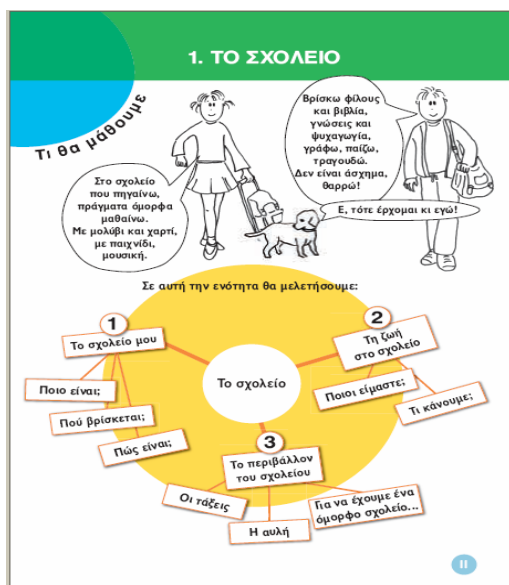 1. ΤΟ ΣΧΟΛΕΙΟ
Τι θα μάθουμε
Στο σχολείο
που πηγαίνω,
πράγματα όμορφα
μαθαίνω.
Με μολύβι και χαρτί,
με παιχνίδι,
μουσική.
Βρίσκω φίλους
και βιβλία,
γνώσεις και
ψυχαγωγία,
γράφω, παίζω,
τραγουδώ.
Δεν είναι άσχημα,
θαρρώ!
Ε, τότε έρχομαι κι εγώ!
Σε αυτή την ενότητα θα μελετήσουμε:
Το σχολείο
1
Το σχολείο μου
Ποιο είναι;
Πού βρίσκεται;
Πώς είναι;
2
Τη ζωή
στο σχολείο
Ποιοι είμαστε;
Τι κάνουμε;
3
Το περιβάλλον
του σχολείου
Οι τάξεις
Η αυλή
Για να έχουμε ένα
όμορφο σχολείο...
11